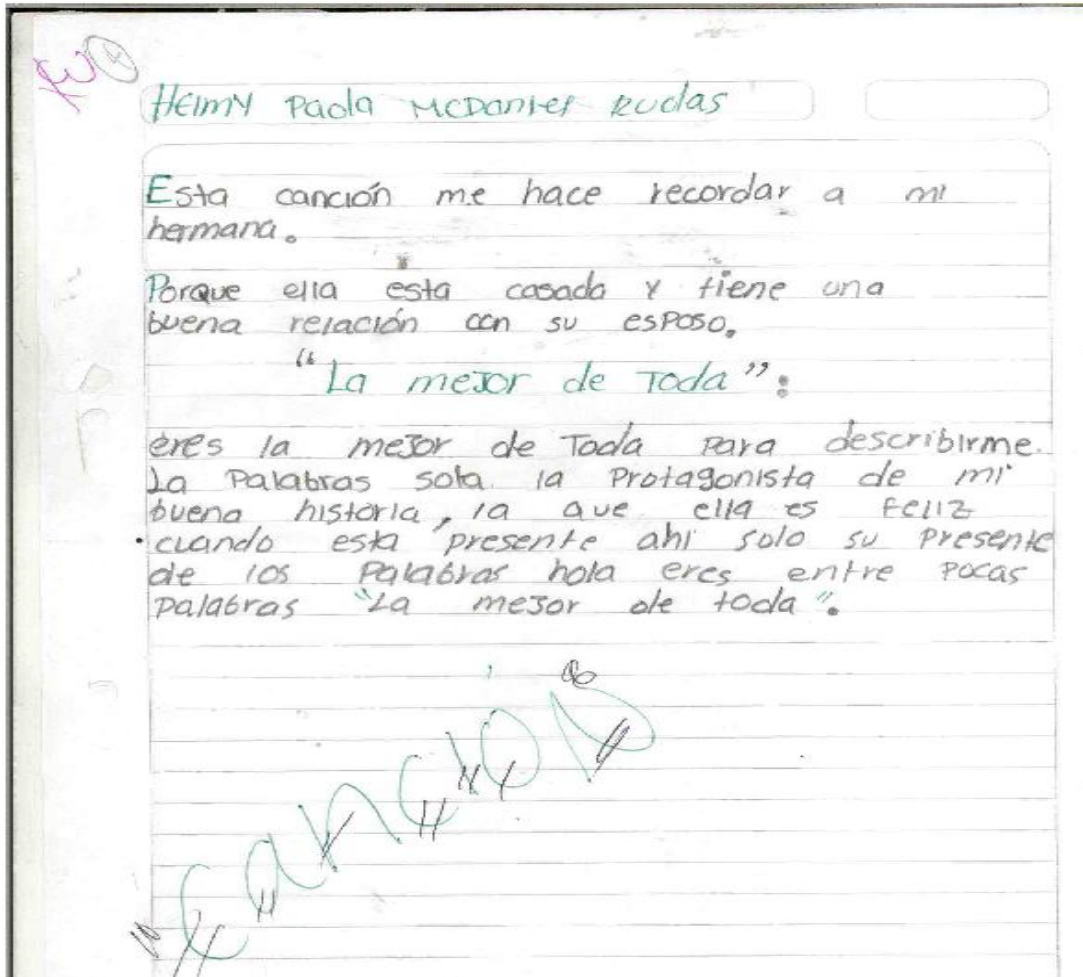 Helmy Paola McDaniel Rudas
Esta canción me hace recordar a mi
hermana.
Porque ella esta casada y tiene una
buena relación con su esposo.
"La mejor de Toda":
eres la mejor de Toda Para describirme.
La Palabras sola la Protagonista de mi
buena historia, la que ella es feliz
cuando esta presente ahi solo su Presente
de los Palabras hola eres entre Pocas
palabras "La mejor de toda".
"canción"